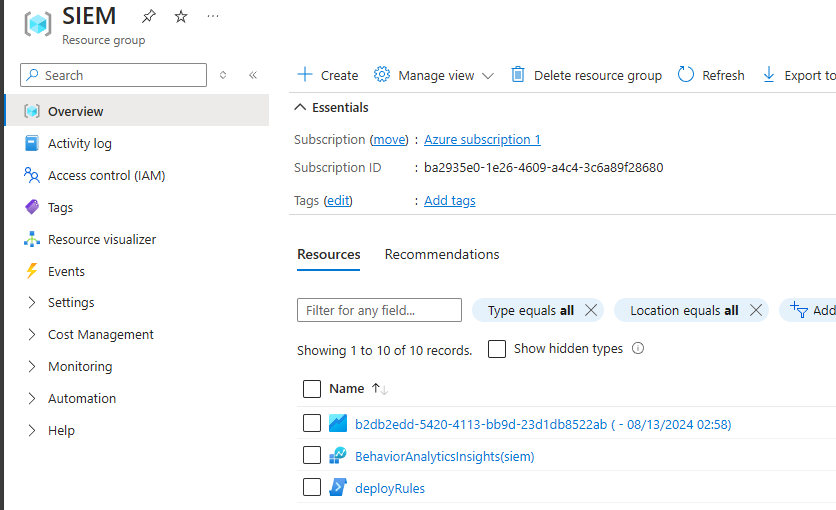 SIEM
Resource group
Search
Overview
Activity log
Access control (IAM)
Tags
Resource visualizer
Events
Settings
Cost Management
Monitoring
Automation
Help
Create Manage view Delete resource group Refresh Export to
Essentials
Subscription (move) : Azure subscription 1
Subscription ID : ba2935e0-1e26-4609-a4c4-3c6a89f28680
Tags (edit) : Add tags
Resources Recommendations
Filter for any field... Type equals all Location equals all Add
Showing 1 to 10 of 10 records. Show hidden types
Name
b2db2edd-5420-4113-bb9d-23d1db8522ab ( - 08/13/2024 02:58)
BehaviorAnalyticsInsights(siem)
deployRules